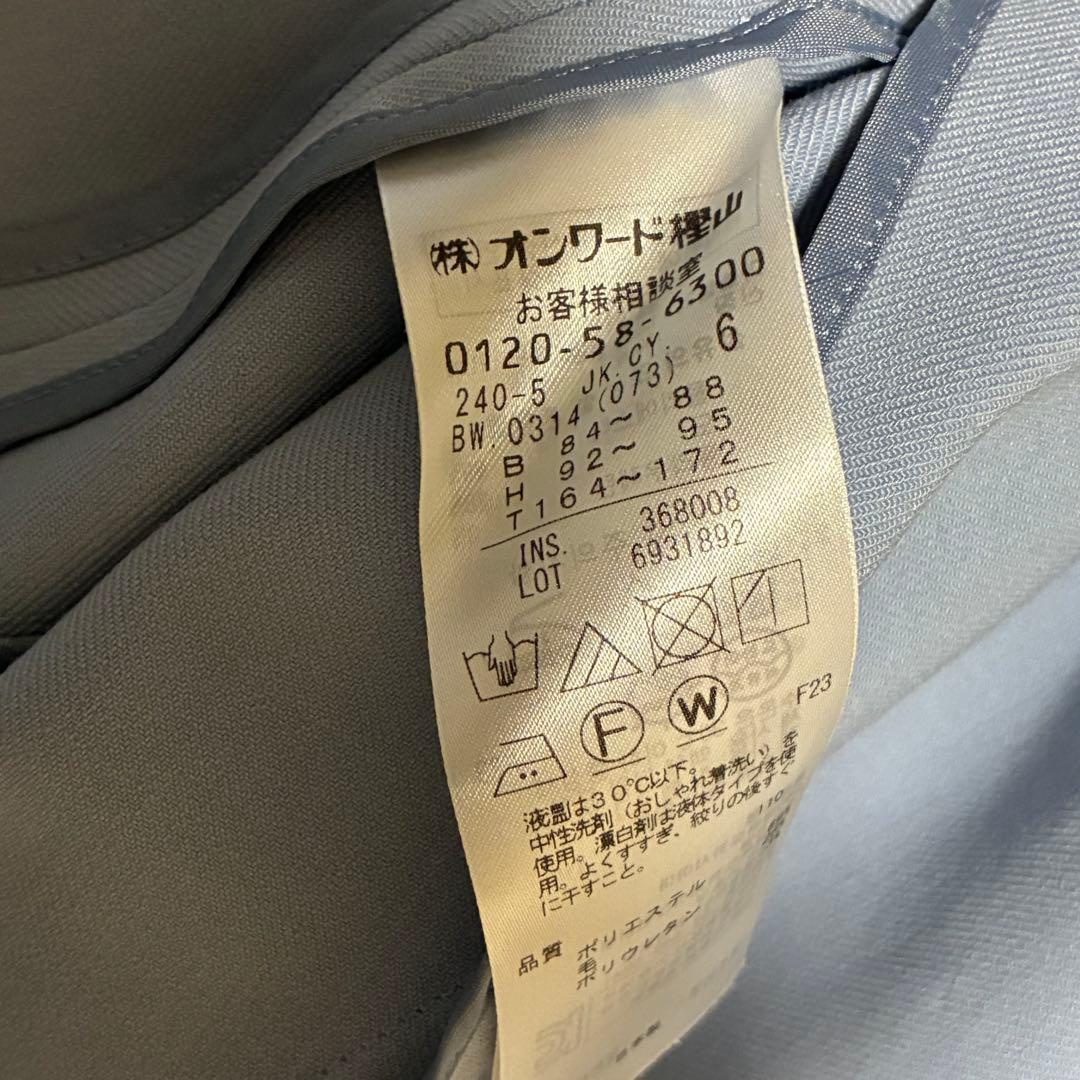 (株)オンワード樫山
お客様相談室
0120-58-6300
240-5 JK.CY. 6
BW.0314(073)
B 84～88
H 92～95
T164～172
INS. 368008
LOT 6931892
F W F23
液温は30℃以下。
中性洗剤(おしゃれ着洗い)を
使用。漂白剤は液体タイプを使
用。よくすすぎ、絞りの後すぐ
に干すこと。
110
品質 ポリエステル
毛
ポリウレタン
日本製